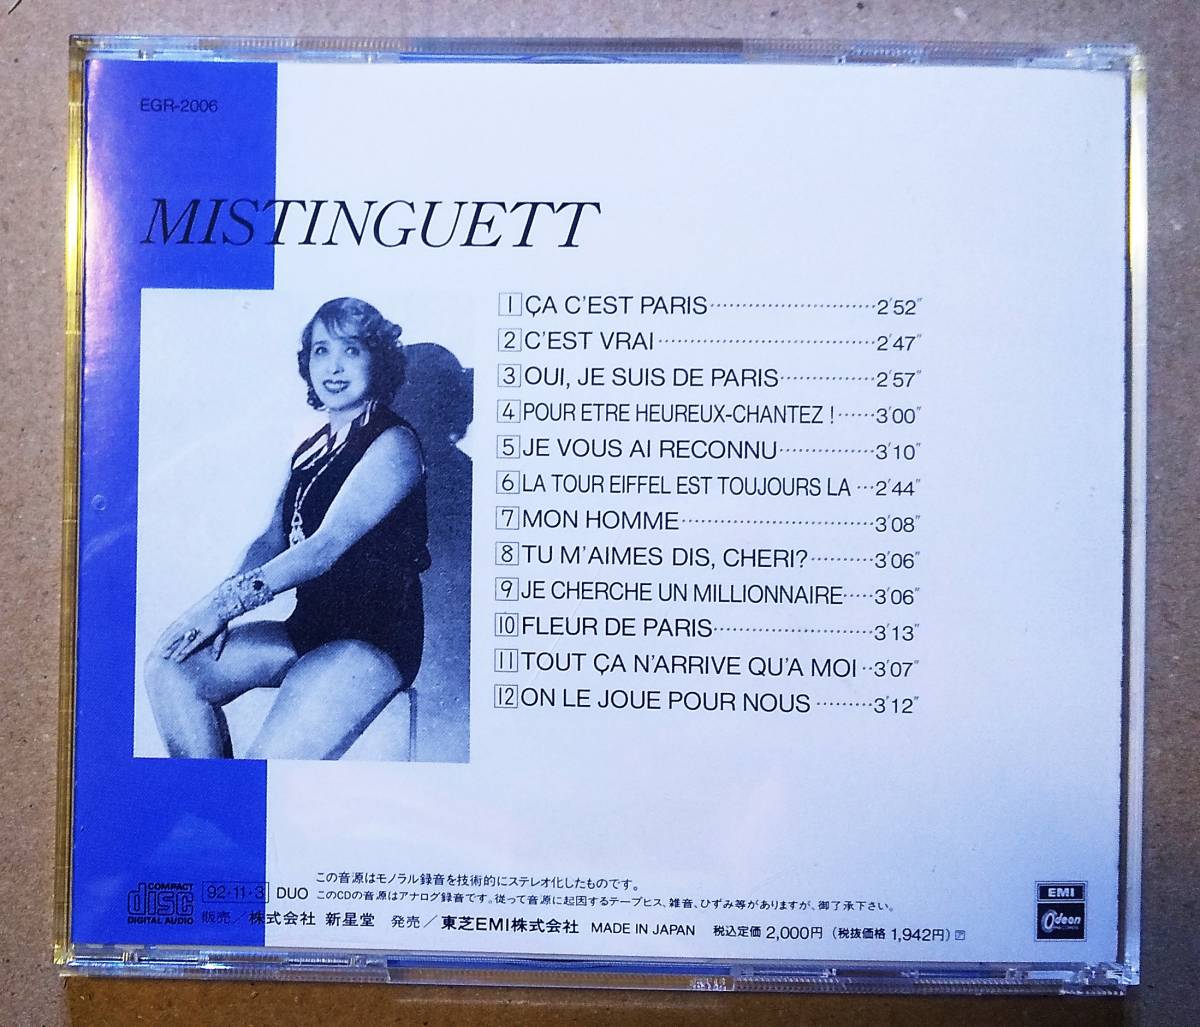 EGR-2006
MISTINGUETT
1 ÇA C'EST PARIS 2′52″
2 C'EST VRAI 2′47″
3 OUI, JE SUIS DE PARIS 2′57″
4 POUR ETRE HEUREUX-CHANTEZ ! 3′00″
5 JE VOUS AI RECONNU 3′10″
6 LA TOUR EIFFEL EST TOUJOURS LA 2′44″
7 MON HOMME 3′08″
8 TU M'AIMES DIS, CHERI? 3′06″
9 JE CHERCHE UN MILLIONNAIRE 3′06″
10 FLEUR DE PARIS 3′13″
11 TOUT ÇA N'ARRIVE QU'A MOI 3′07″
12 ON LE JOUE POUR NOUS 3′12″
COMPACT
disc
DIGITAL AUDIO
92·11·3 DUO
この音源はモノラル録音を技術的にステレオ化したものです。
このCDの音源はアナログ録音です。従って音源に起因するテープヒス、雑音、ひずみ等がありますが、御了承下さい。
販売／株式会社 新星堂 発売／東芝EMI株式会社 MADE IN JAPAN 税込定価 2,000円 (税抜価格 1,942円)
EMI
Odeon